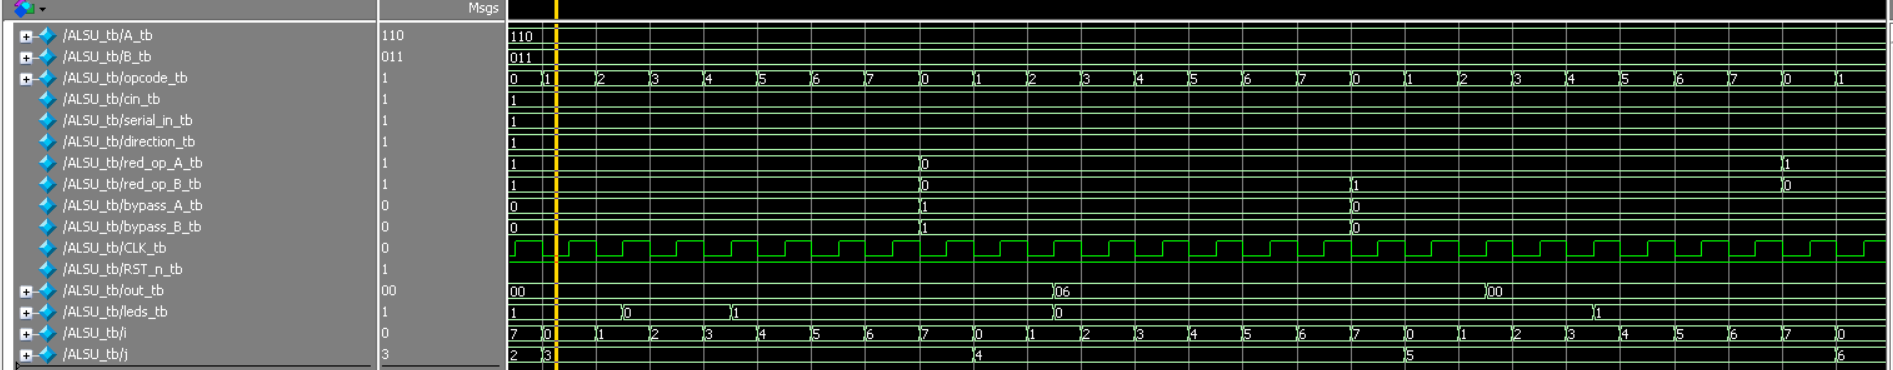 Msgs
/ALSU_tb/A_tb 110 110
/ALSU_tb/B_tb 011 011
/ALSU_tb/opcode_tb 1 0 1 2 3 4 5 6 7 0 1 2 3 4 5 6 7 0 1 2 3 4 5 6 7 0 1
/ALSU_tb/cin_tb 1 1
/ALSU_tb/serial_in_tb 1 1
/ALSU_tb/direction_tb 1 1
/ALSU_tb/red_op_A_tb 1 1 0 1
/ALSU_tb/red_op_B_tb 1 1 0 1 0
/ALSU_tb/bypass_A_tb 0 0 1 0
/ALSU_tb/bypass_B_tb 0 0 1 0
/ALSU_tb/CLK_tb 0
/ALSU_tb/RST_n_tb 1
/ALSU_tb/out_tb 00 00 06 00
/ALSU_tb/leds_tb 1 1 0 1 0 1
/ALSU_tb/i 0 7 0 1 2 3 4 5 6 7 0 1 2 3 4 5 6 7 0 1 2 3 4 5 6 7 0
/ALSU_tb/j 3 2 3 4 5 6